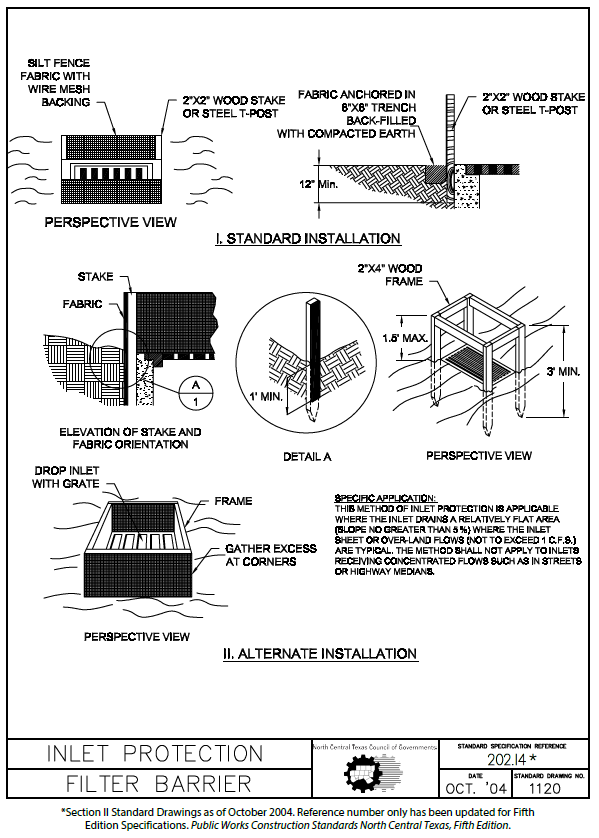 SILT FENCE
FABRIC WITH
WIRE MESH
BACKING
2"X2" WOOD STAKE
OR STEEL T-POST
PERSPECTIVE VIEW
FABRIC ANCHORED IN
6"X6" TRENCH
BACK-FILLED
WITH COMPACTED EARTH
2"X2" WOOD STAKE
OR STEEL T-POST
12" Min.
I. STANDARD INSTALLATION
STAKE
FABRIC
A
1
ELEVATION OF STAKE AND
FABRIC ORIENTATION
1' MIN.
DETAIL A
2"X4" WOOD
FRAME
1.5' MAX.
3' MIN.
PERSPECTIVE VIEW
DROP INLET
WITH GRATE
FRAME
GATHER EXCESS
AT CORNERS
PERSPECTIVE VIEW
SPECIFIC APPLICATION:
THIS METHOD OF INLET PROTECTION IS APPLICABLE
WHERE THE INLET DRAINS A RELATIVELY FLAT AREA
(SLOPE NO GREATER THAN 5%) WHERE THE INLET
SHEET OR OVER-LAND FLOWS (NOT TO EXCEED 1 C.F.S.)
ARE TYPICAL. THE METHOD SHALL NOT APPLY TO INLETS
RECEIVING CONCENTRATED FLOWS SUCH AS IN STREETS
OR HIGHWAY MEDIANS.
II. ALTERNATE INSTALLATION
INLET PROTECTION
FILTER BARRIER
North Central Texas Council of Governments
STANDARD SPECIFICATION REFERENCE
202.14*
DATE
OCT. '04
STANDARD DRAWING NO.
1120
*Section II Standard Drawings as of October 2004. Reference number only has been updated for Fifth
Edition Specifications. Public Works Construction Standards North Central Texas, Fifth Edition.